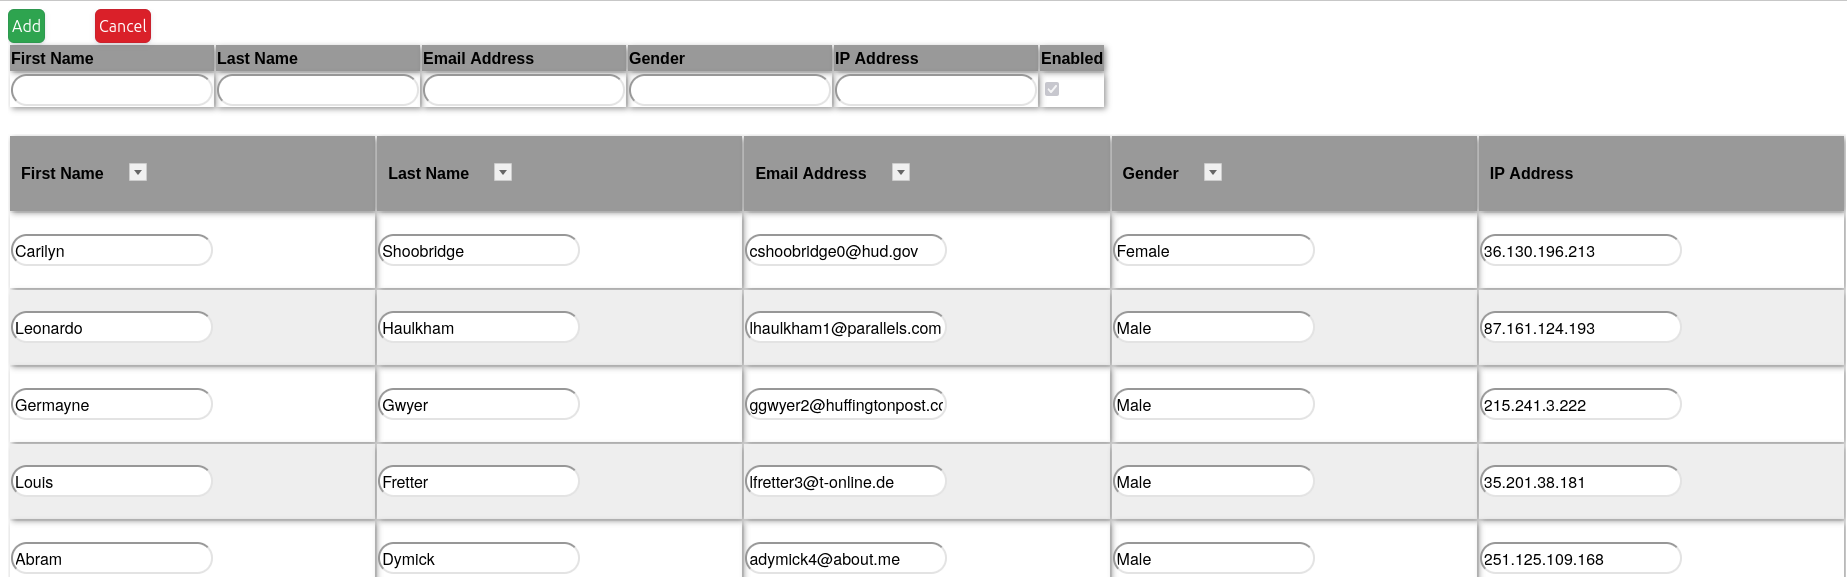 Add Cancel
First Name Last Name Email Address Gender IP Address Enabled
First Name Last Name Email Address Gender IP Address
Carilyn Shoobridge cshoobridge0@hud.gov Female 36.130.196.213
Leonardo Haulkham lhaulkham1@parallels.com Male 87.161.124.193
Germayne Gwyer ggwyer2@huffingtonpost.cc Male 215.241.3.222
Louis Fretter lfretter3@t-online.de Male 35.201.38.181
Abram Dymick adymick4@about.me Male 251.125.109.168